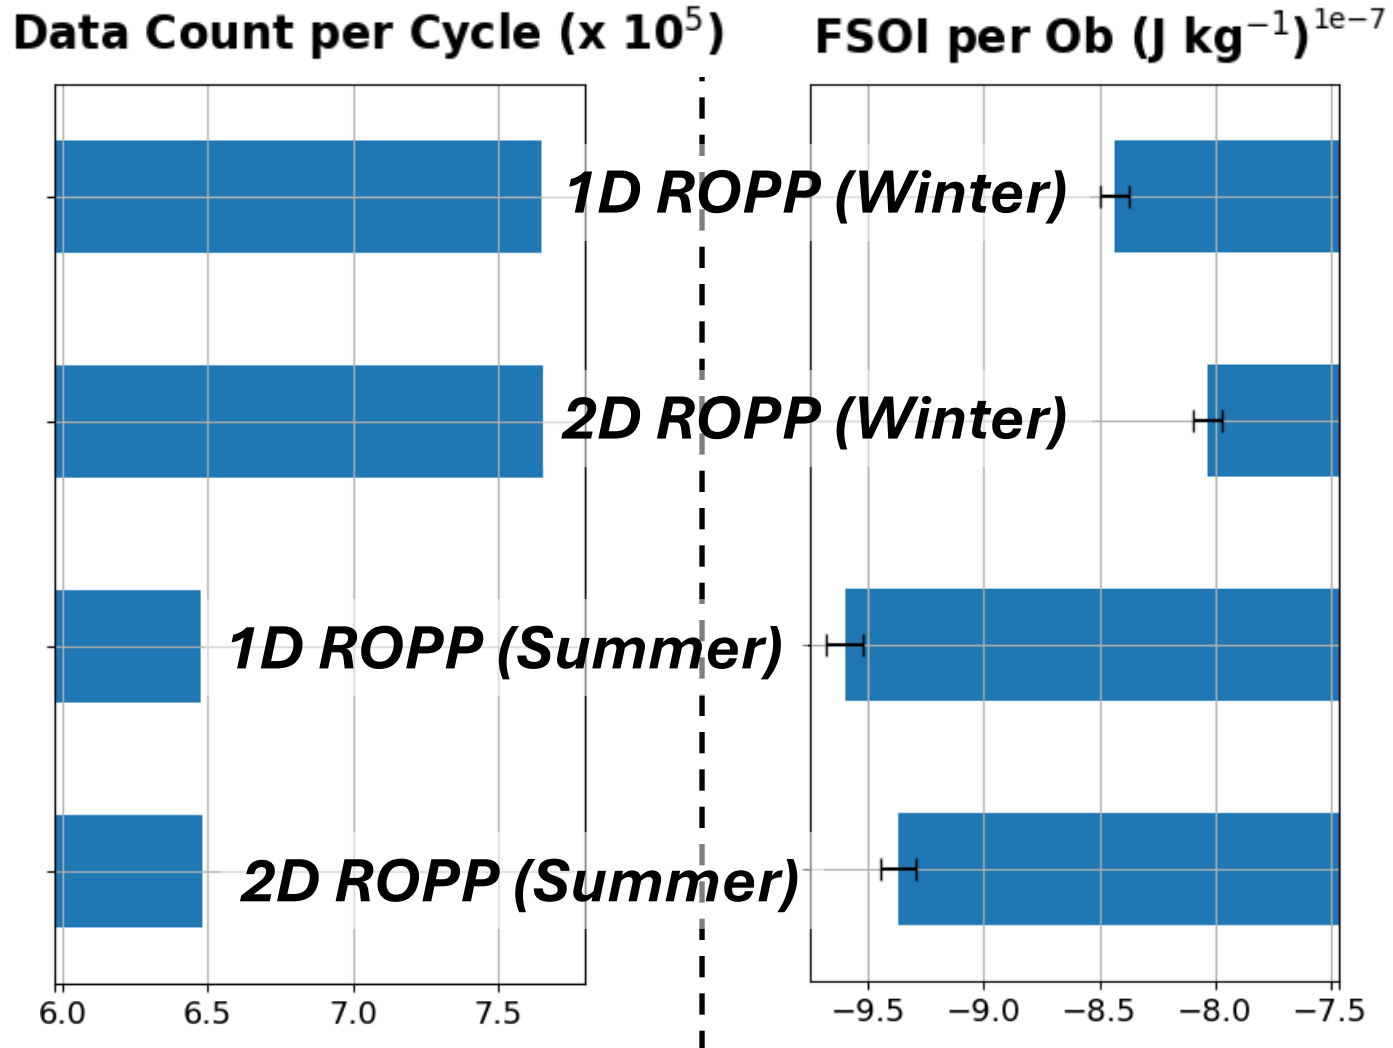 Data Count per Cycle (x 10⁵)
FSOI per Ob (J kg⁻¹)
1e−7
1D ROPP (Winter)
2D ROPP (Winter)
1D ROPP (Summer)
2D ROPP (Summer)
6.0 6.5 7.0 7.5
−9.5 −9.0 −8.5 −8.0 −7.5